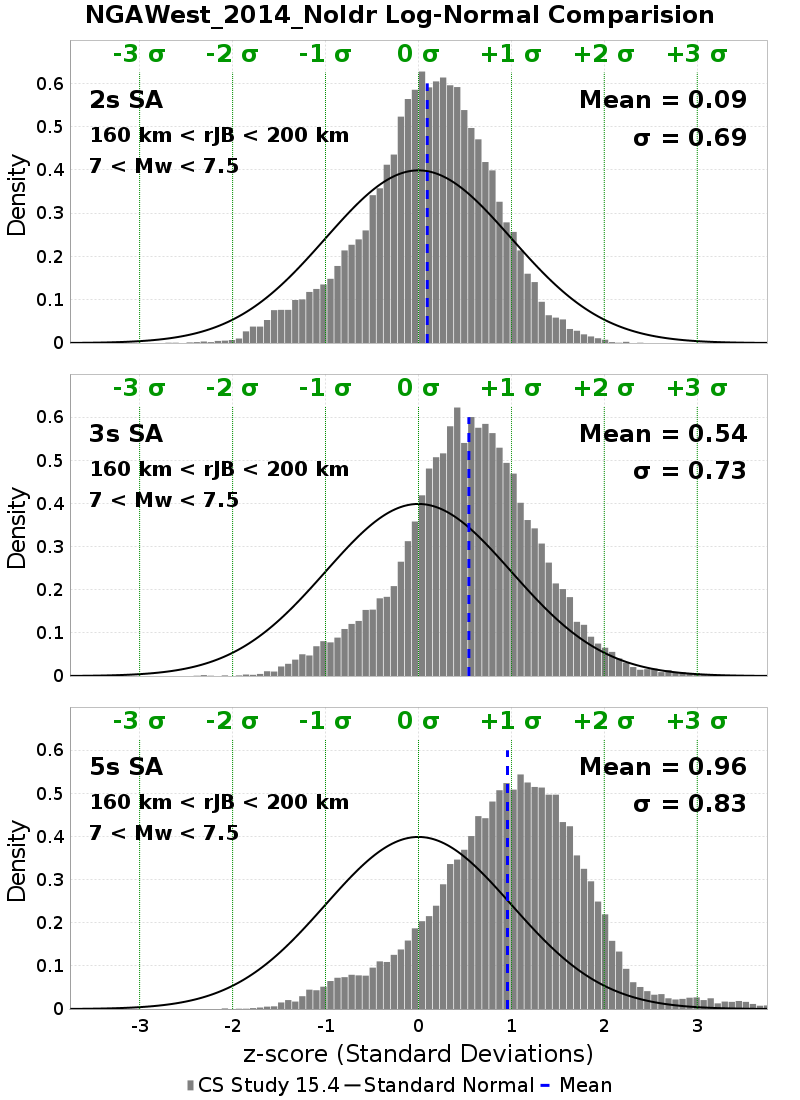 NGAWest_2014_NoIdr Log-Normal Comparision
-3 σ -2 σ -1 σ 0 σ +1 σ +2 σ +3 σ
2s SA
Mean = 0.09
160 km < rJB < 200 km
σ = 0.69
7 < Mw < 7.5
Density
0.6
0.5
0.4
0.3
0.2
0.1
0
-3 σ -2 σ -1 σ 0 σ +1 σ +2 σ +3 σ
3s SA
Mean = 0.54
160 km < rJB < 200 km
σ = 0.73
7 < Mw < 7.5
Density
0.6
0.5
0.4
0.3
0.2
0.1
0
-3 σ -2 σ -1 σ 0 σ +1 σ +2 σ +3 σ
5s SA
Mean = 0.96
160 km < rJB < 200 km
σ = 0.83
7 < Mw < 7.5
Density
0.6
0.5
0.4
0.3
0.2
0.1
0
-3 -2 -1 0 1 2 3
z-score (Standard Deviations)
CS Study 15.4 Standard Normal Mean